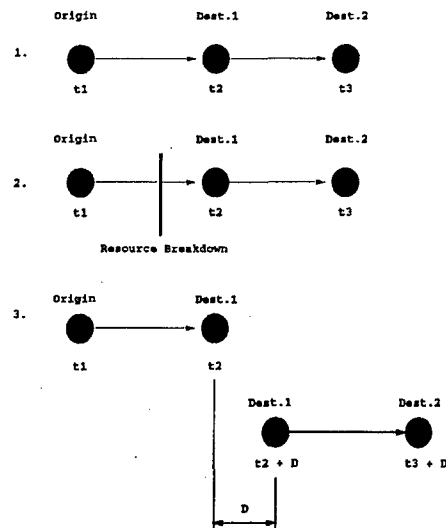 Origin Dest.1 Dest.2
1.
t1 t2 t3
Origin Dest.1 Dest.2
2.
t1 t2 t3
Resource Breakdown
Origin Dest.1
3.
t1 t2
Dest.1 Dest.2
t2 + D t3 + D
D